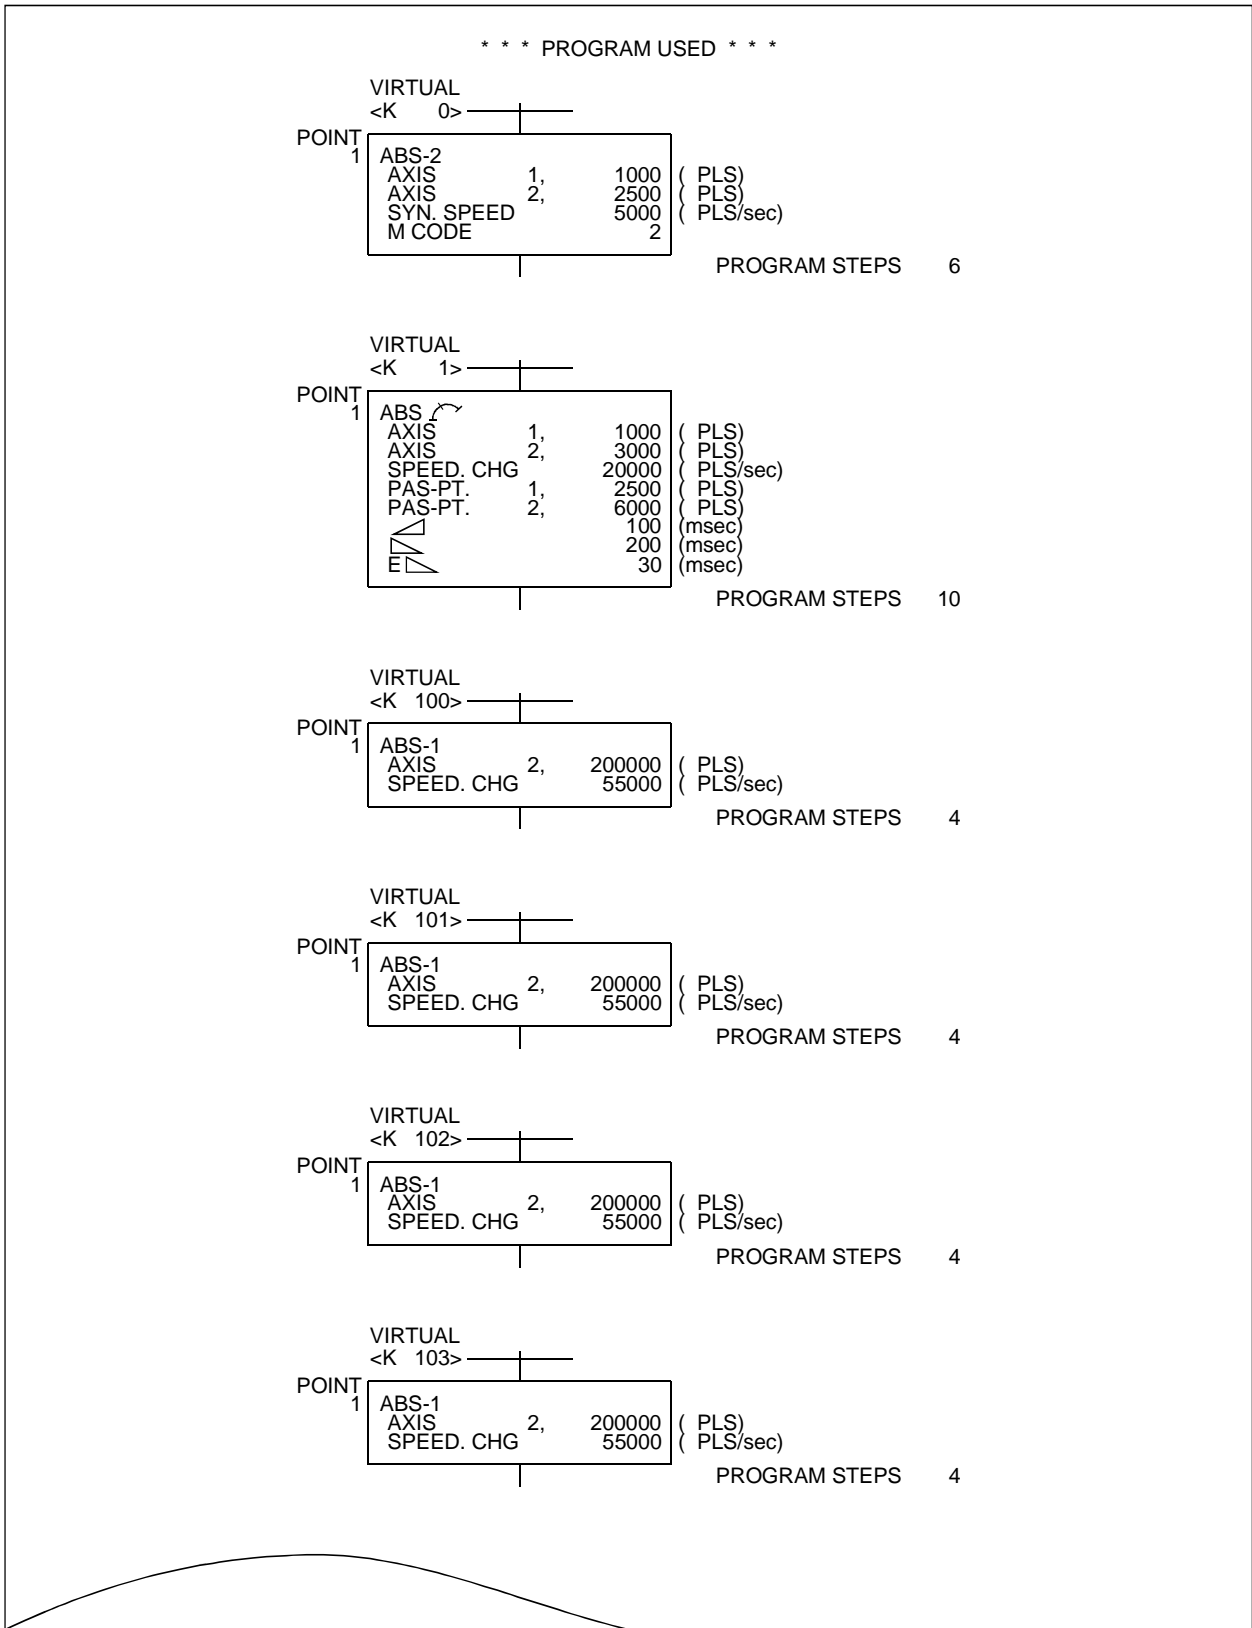 * * * PROGRAM USED * * *
VIRTUAL
<K 0>
POINT
1 ABS-2
AXIS 1, 1000 ( PLS)
AXIS 2, 2500 ( PLS)
SYN. SPEED 5000 ( PLS/sec)
M CODE 2
PROGRAM STEPS 6
VIRTUAL
<K 1>
POINT
1 ABS
AXIS 1, 1000 ( PLS)
AXIS 2, 3000 ( PLS)
SPEED. CHG 20000 ( PLS/sec)
PAS-PT. 1, 2500 ( PLS)
PAS-PT. 2, 6000 ( PLS)
100 (msec)
200 (msec)
E 30 (msec)
PROGRAM STEPS 10
VIRTUAL
<K 100>
POINT
1 ABS-1
AXIS 2, 200000 ( PLS)
SPEED. CHG 55000 ( PLS/sec)
PROGRAM STEPS 4
VIRTUAL
<K 101>
POINT
1 ABS-1
AXIS 2, 200000 ( PLS)
SPEED. CHG 55000 ( PLS/sec)
PROGRAM STEPS 4
VIRTUAL
<K 102>
POINT
1 ABS-1
AXIS 2, 200000 ( PLS)
SPEED. CHG 55000 ( PLS/sec)
PROGRAM STEPS 4
VIRTUAL
<K 103>
POINT
1 ABS-1
AXIS 2, 200000 ( PLS)
SPEED. CHG 55000 ( PLS/sec)
PROGRAM STEPS 4